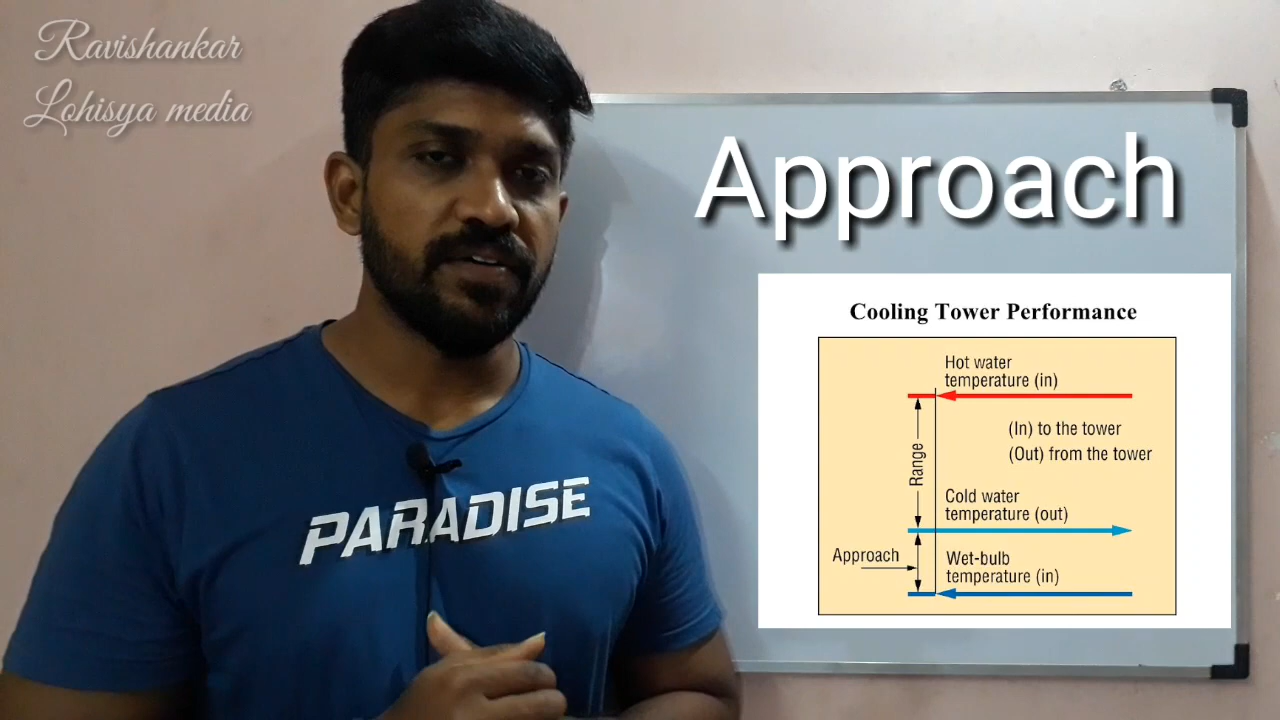 Ravishankar
Lohisya media
Approach
Cooling Tower Performance
Hot water
temperature (in)
(In) to the tower
(Out) from the tower
Range
Cold water
temperature (out)
Approach
Wet-bulb
temperature (in)
PARADISE